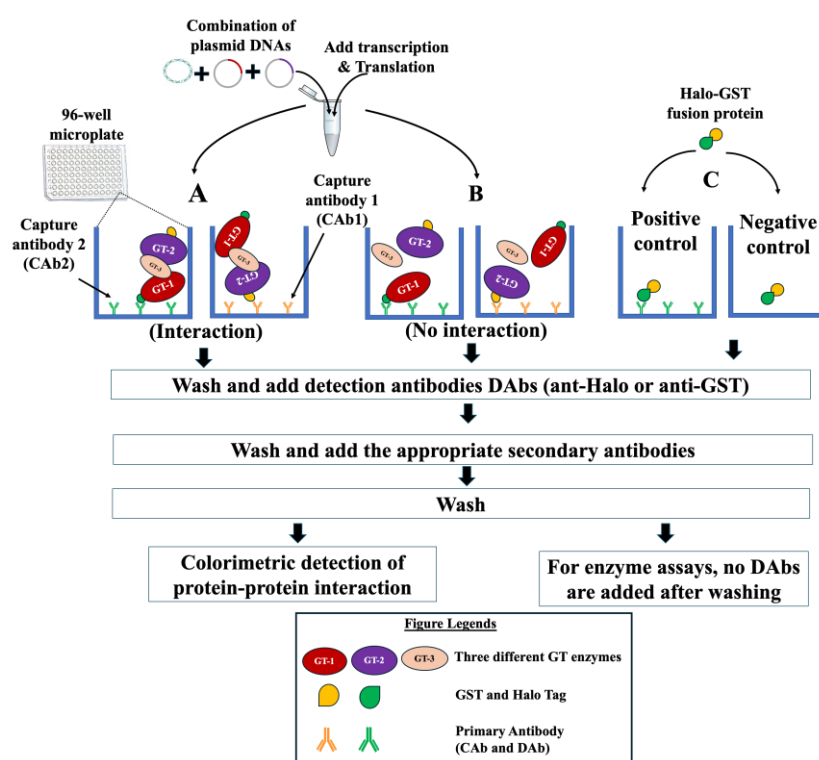 Combination of
plasmid DNAs
Add transcription
& Translation
96-well
microplate
Halo-GST
fusion protein
A
Capture
antibody 1
(CAb1)
B
C
Capture
antibody 2
(CAb2)
Positive
control
Negative
control
GT-2
GT-3
GT-1
GT-1
GT-3
GT-2
GT-2
GT-3
GT-1
GT-3
GT-1
GT-2
(Interaction)
(No interaction)
Wash and add detection antibodies DAbs (ant-Halo or anti-GST)
Wash and add the appropriate secondary antibodies
Wash
Colorimetric detection of
protein-protein interaction
For enzyme assays, no DAbs
are added after washing
Figure Legends
GT-1 GT-2 GT-3 Three different GT enzymes
GST and Halo Tag
Primary Antibody
(CAb and DAb)